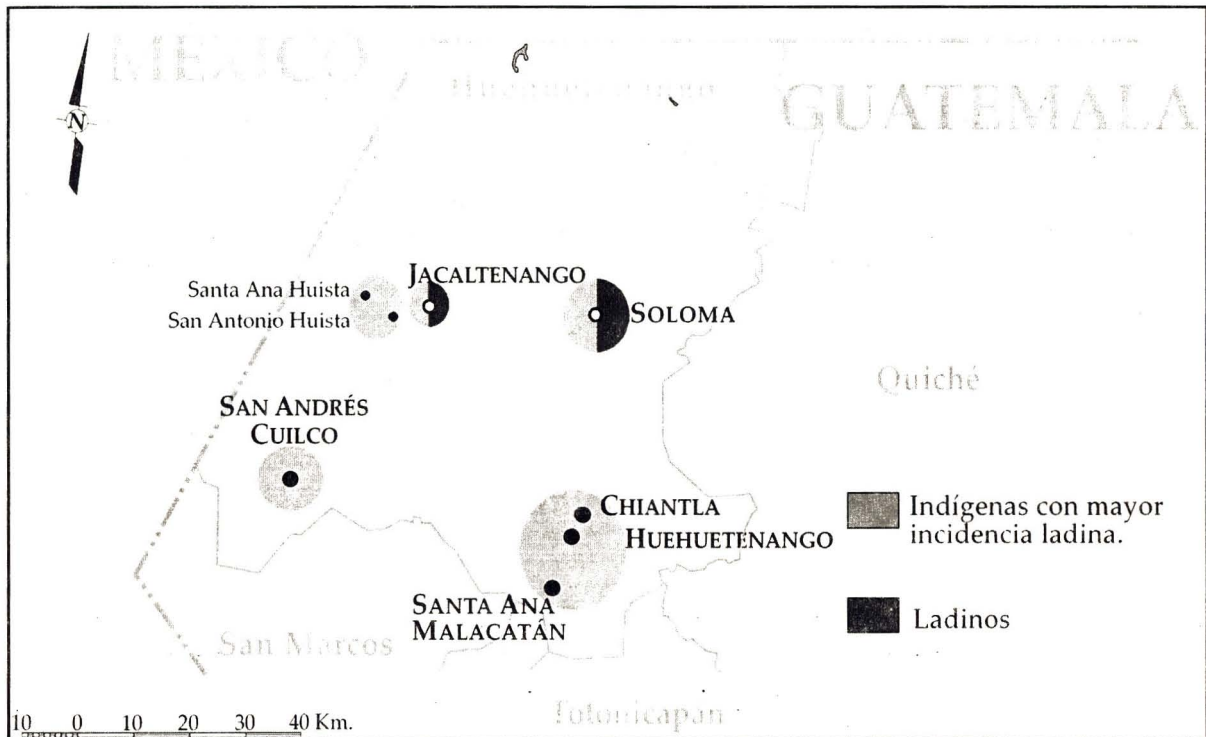 MEXICO
Huehuetenango
GUATEMALA
N
Santa Ana Huista
San Antonio Huista
JACALTENANGO
SOLOMA
Quiché
SAN ANDRÉS
CUILCO
CHIANTLA
HUEHUETENANGO
SANTA ANA
MALACATÁN
San Marcos
Totonicapán
Indígenas con mayor
incidencia ladina.
Ladinos
10 0 10 20 30 40 Km.